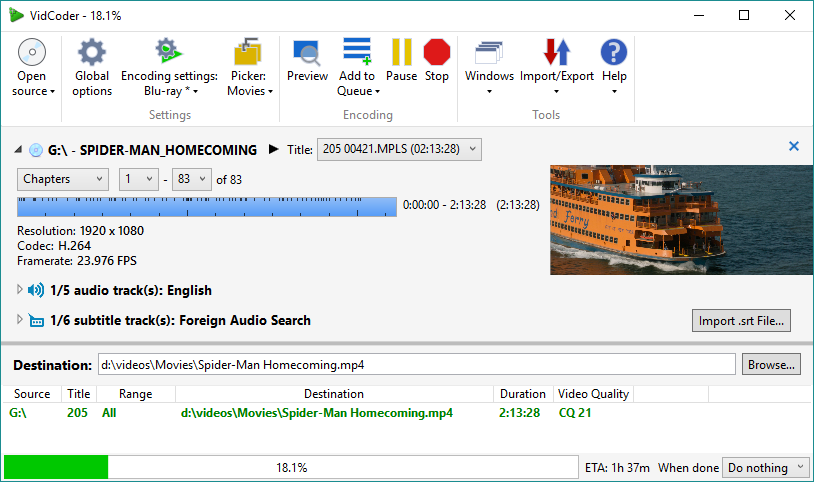 VidCoder - 18.1%
Open source
Global options
Encoding settings: Blu-ray *
Picker: Movies
Settings
Preview
Add to Queue
Pause
Stop
Encoding
Windows
Import/Export
Help
Tools
G:\ - SPIDER-MAN_HOMECOMING
Title: 205 00421.MPLS (02:13:28)
Chapters 1 - 83 of 83
0:00:00 - 2:13:28 (2:13:28)
Resolution: 1920 x 1080
Codec: H.264
Framerate: 23.976 FPS
Ferry
1/5 audio track(s): English
1/6 subtitle track(s): Foreign Audio Search
Import .srt File...
Destination: d:\videos\Movies\Spider-Man Homecoming.mp4 Browse...
Source Title Range Destination Duration Video Quality
G:\ 205 All d:\videos\Movies\Spider-Man Homecoming.mp4 2:13:28 CQ 21
18.1% ETA: 1h 37m When done Do nothing